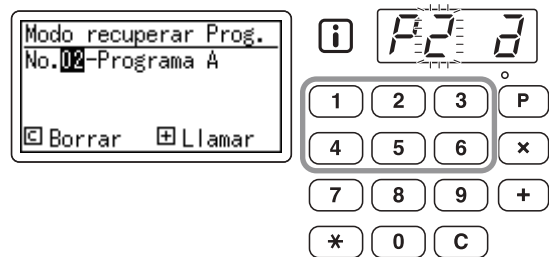 Modo recuperar Prog.
No.02-Programa A
C Borrar + Llamar
i P2 d
1 2 3 P
4 5 6 ×
7 8 9 +
* 0 C